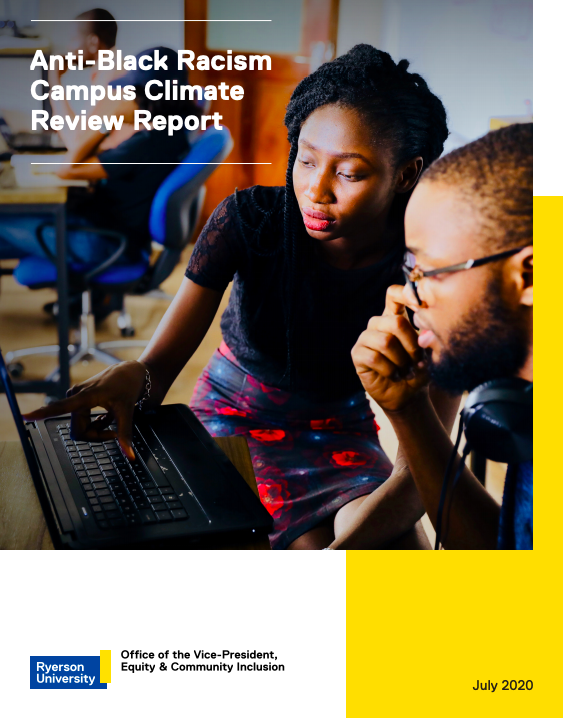 Anti-Black Racism
Campus Climate
Review Report
Ryerson
University
Office of the Vice-President,
Equity & Community Inclusion
July 2020